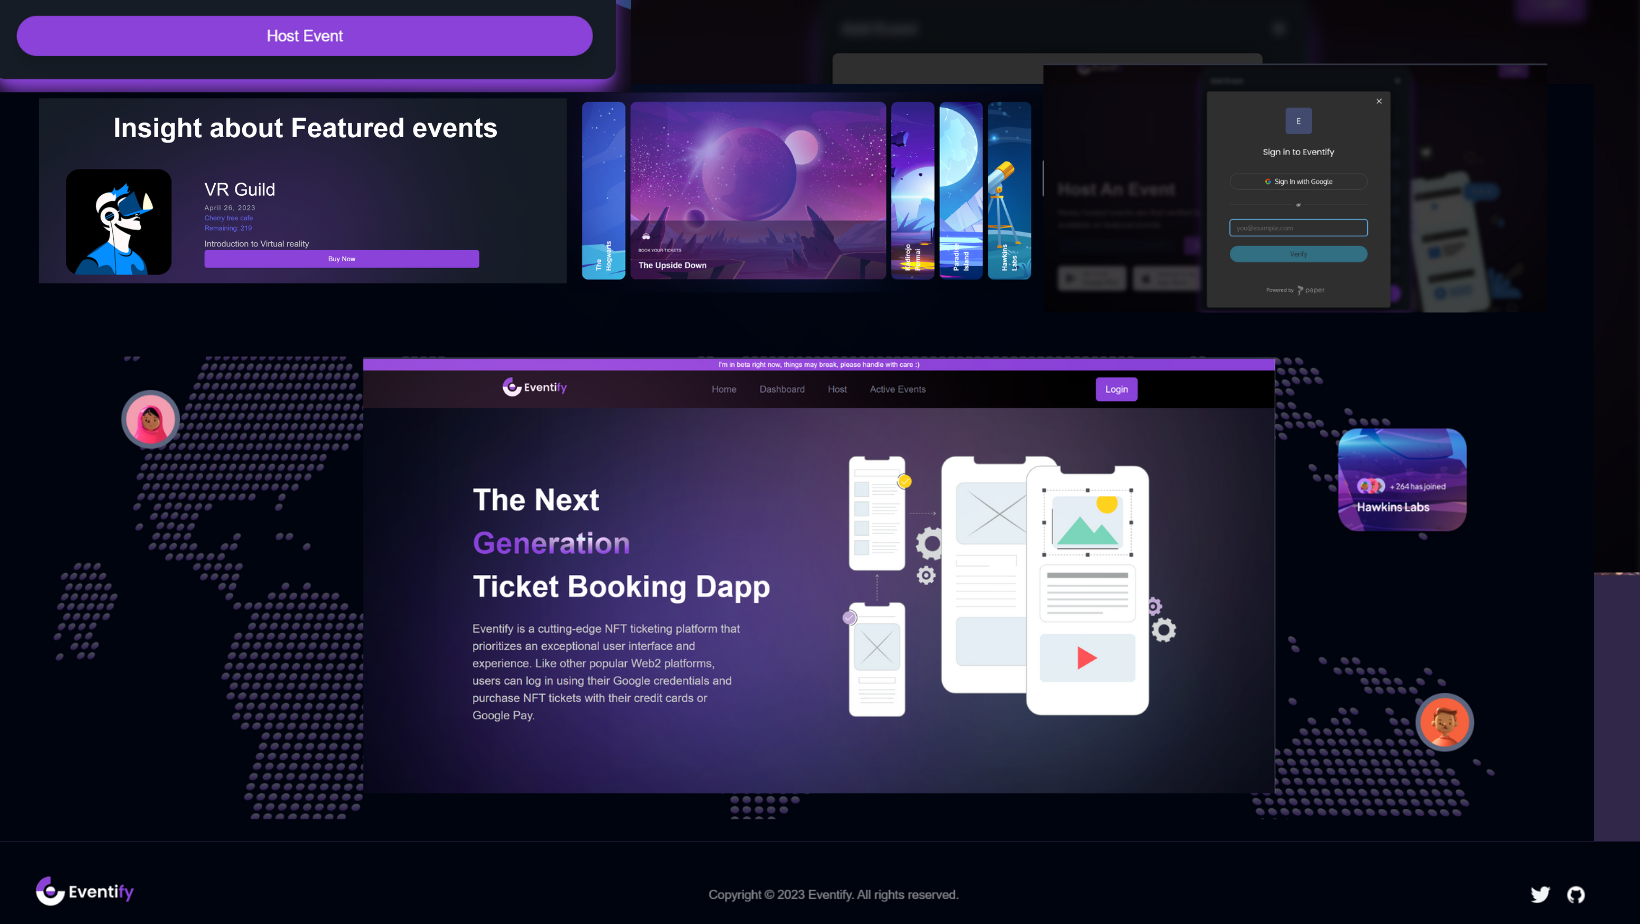 Host Event
Insight about Featured events
VR Guild
April 26, 2023
Cherry tree cafe
Remaining: 219
Introduction to Virtual reality
Buy Now
The
Hogwarts
BOOK YOUR TICKETS
The Upside Down
Permai
Paradise
Island
Hawkins
Labs
Host An Event
E
Sign in to Eventify
Sign In with Google
or
you@example.com
Verify
Powered by paper
I'm in beta right now, things may break, please handle with care :)
Eventify
Home
Dashboard
Host
Active Events
Login
The Next
Generation
Ticket Booking Dapp
Eventify is a cutting-edge NFT ticketing platform that
prioritizes an exceptional user interface and
experience. Like other popular Web2 platforms,
users can log in using their Google credentials and
purchase NFT tickets with their credit cards or
Google Pay.
+ 264 has joined
Hawkins Labs
Eventify
Copyright © 2023 Eventify. All rights reserved.